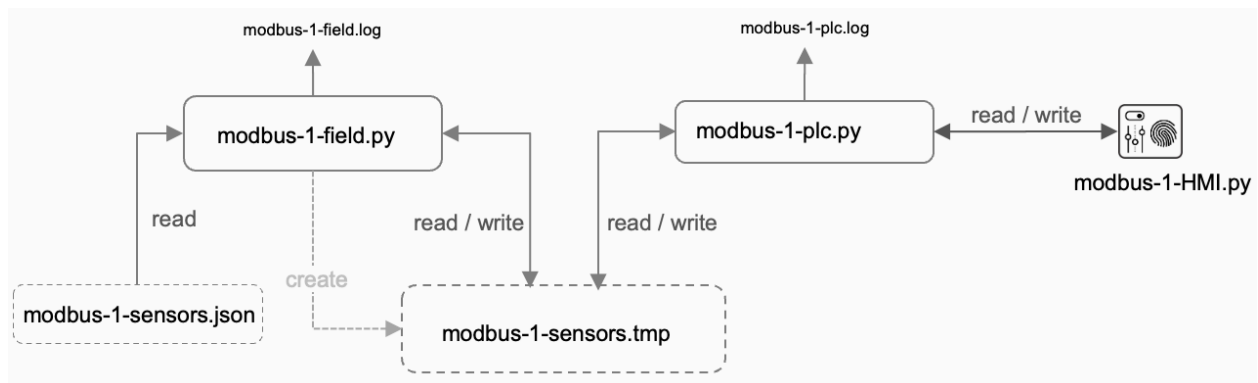 modbus-1-field.log
modbus-1-plc.log
modbus-1-field.py
modbus-1-plc.py
read / write
modbus-1-HMI.py
read
read / write
read / write
create
modbus-1-sensors.json
modbus-1-sensors.tmp